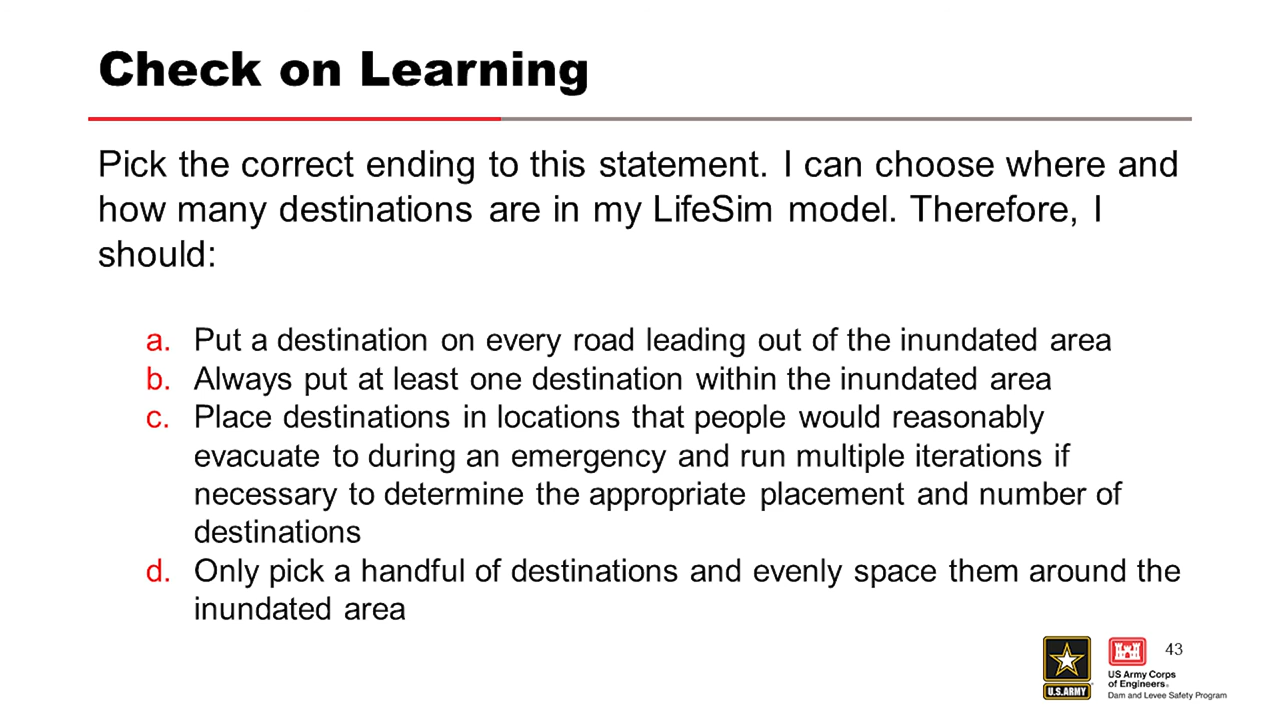 Check on Learning
Pick the correct ending to this statement. I can choose where and
how many destinations are in my LifeSim model. Therefore, I
should:
a. Put a destination on every road leading out of the inundated area
b. Always put at least one destination within the inundated area
c. Place destinations in locations that people would reasonably
evacuate to during an emergency and run multiple iterations if
necessary to determine the appropriate placement and number of
destinations
d. Only pick a handful of destinations and evenly space them around the
inundated area
43
U.S.ARMY
US Army Corps
of Engineers®
Dam and Levee Safety Program